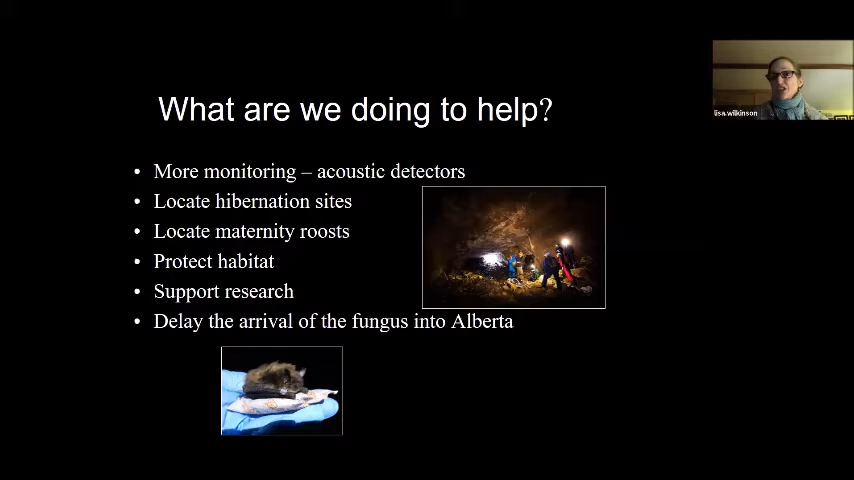 What are we doing to help?
• More monitoring – acoustic detectors
• Locate hibernation sites
• Locate maternity roosts
• Protect habitat
• Support research
• Delay the arrival of the fungus into Alberta
lisa.wilkinson